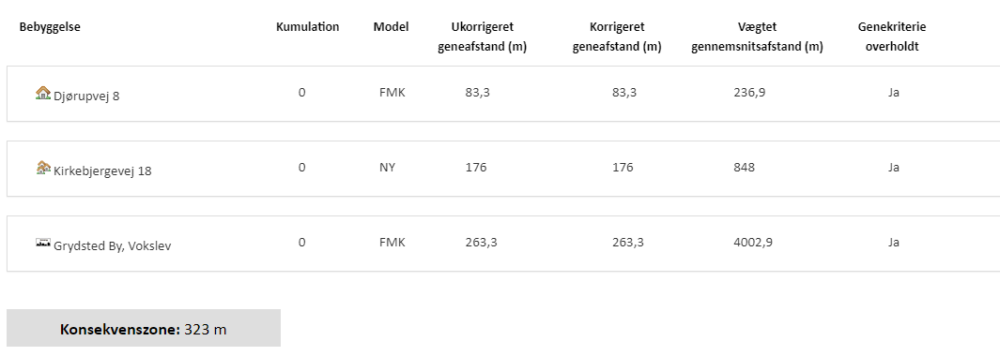 Bebyggelse Kumulation Model Ukorrigeret geneafstand (m) Korrigeret geneafstand (m) Vægtet gennemsnitsafstand (m) Genekriterie overholdt
Djørupvej 8 0 FMK 83,3 83,3 236,9 Ja
Kirkebjergevej 18 0 NY 176 176 848 Ja
Grydsted By, Vokslev 0 FMK 263,3 263,3 4002,9 Ja
Konsekvenszone: 323 m